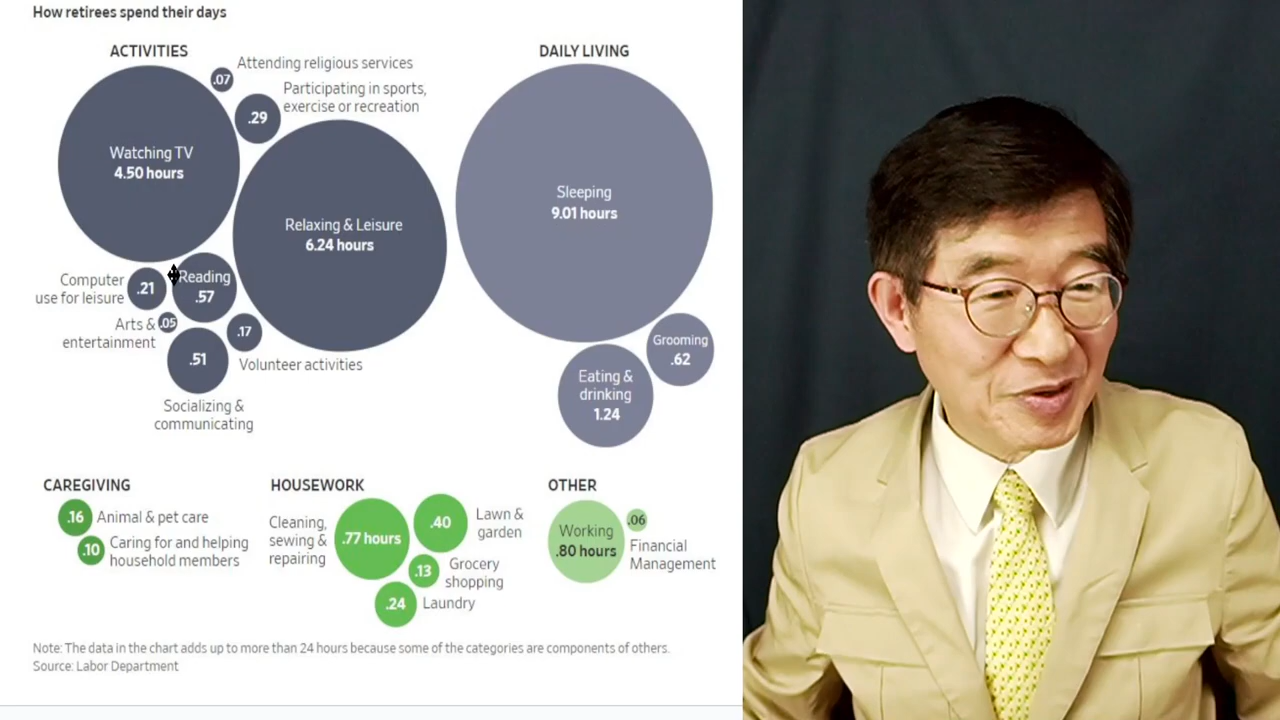 How retirees spend their days
ACTIVITIES
.07
Attending religious services
.29
Participating in sports,
exercise or recreation
Watching TV
4.50 hours
Relaxing & Leisure
6.24 hours
Computer
use for leisure
.21
Reading
.57
Arts &
entertainment
.05
.17
Volunteer activities
.51
Socializing &
communicating
DAILY LIVING
Sleeping
9.01 hours
Grooming
.62
Eating &
drinking
1.24
CAREGIVING
.16
Animal & pet care
.10
Caring for and helping
household members
HOUSEWORK
Cleaning,
sewing &
repairing
.77 hours
.40
Lawn &
garden
.13
Grocery
shopping
.24
Laundry
OTHER
Working
.80 hours
.06
Financial
Management
Note: The data in the chart adds up to more than 24 hours because some of the categories are components of others.
Source: Labor Department